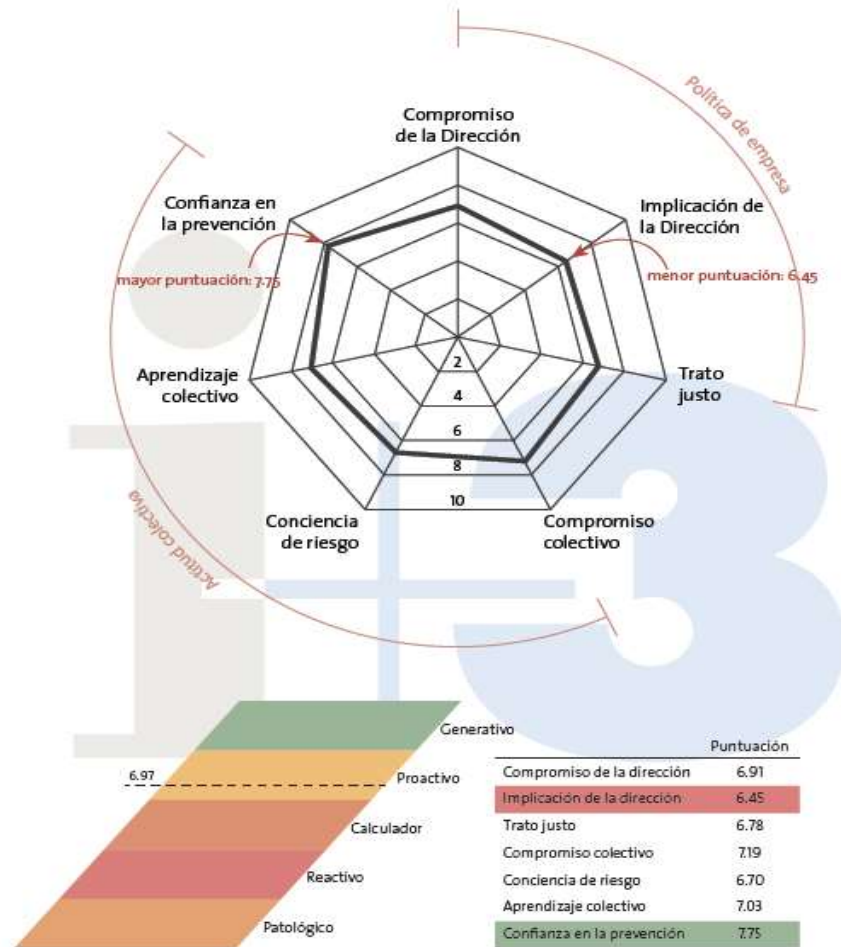 Política de empresa
Compromiso
de la Dirección
Confianza en
la prevención
Implicación de
la Dirección
mayor puntuación: 7.75
menor puntuación: 6.45
Aprendizaje
colectivo
Trato
justo
2
4
6
8
10
Conciencia
de riesgo
Compromiso
colectivo
Actitud colectiva
i+3
Generativo
6.97
Proactivo
Calculador
Reactivo
Patológico
Puntuación
Compromiso de la dirección 6.91
Implicación de la dirección 6.45
Trato justo 6.78
Compromiso colectivo 7.19
Conciencia de riesgo 6.70
Aprendizaje colectivo 7.03
Confianza en la prevención 7.75